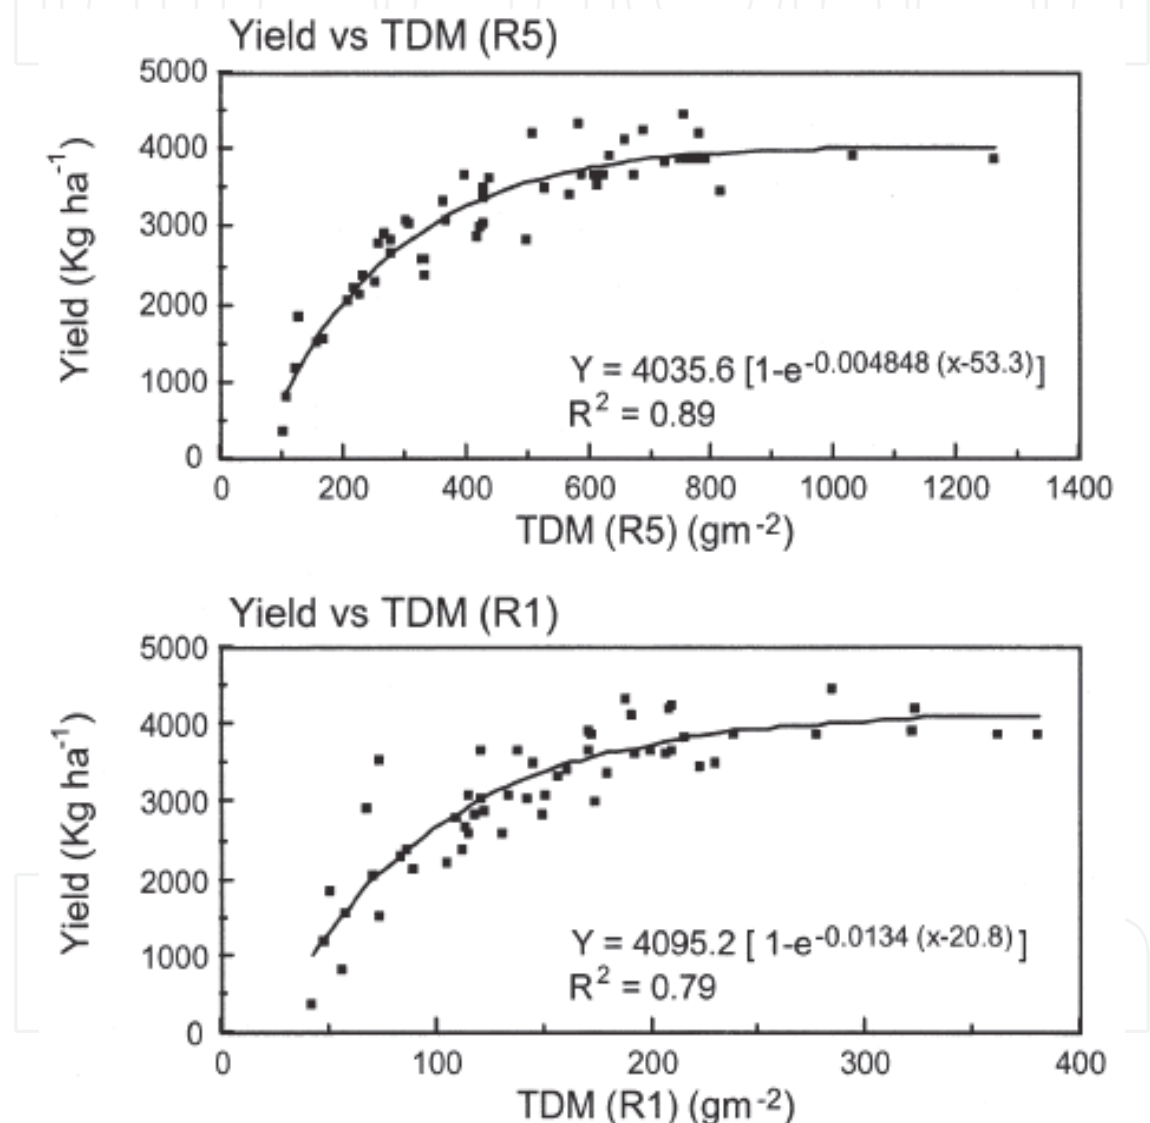 Yield vs TDM (R5)
5000
4000
3000
2000
1000
0
Yield (Kg ha⁻¹)
Y = 4035.6 [1-e^-0.004848 (x-53.3)]
R² = 0.89
0 200 400 600 800 1000 1200 1400
TDM (R5) (gm⁻²)
Yield vs TDM (R1)
5000
4000
3000
2000
1000
0
Yield (Kg ha⁻¹)
Y = 4095.2 [ 1-e^-0.0134 (x-20.8) ]
R² = 0.79
0 100 200 300 400
TDM (R1) (gm⁻²)